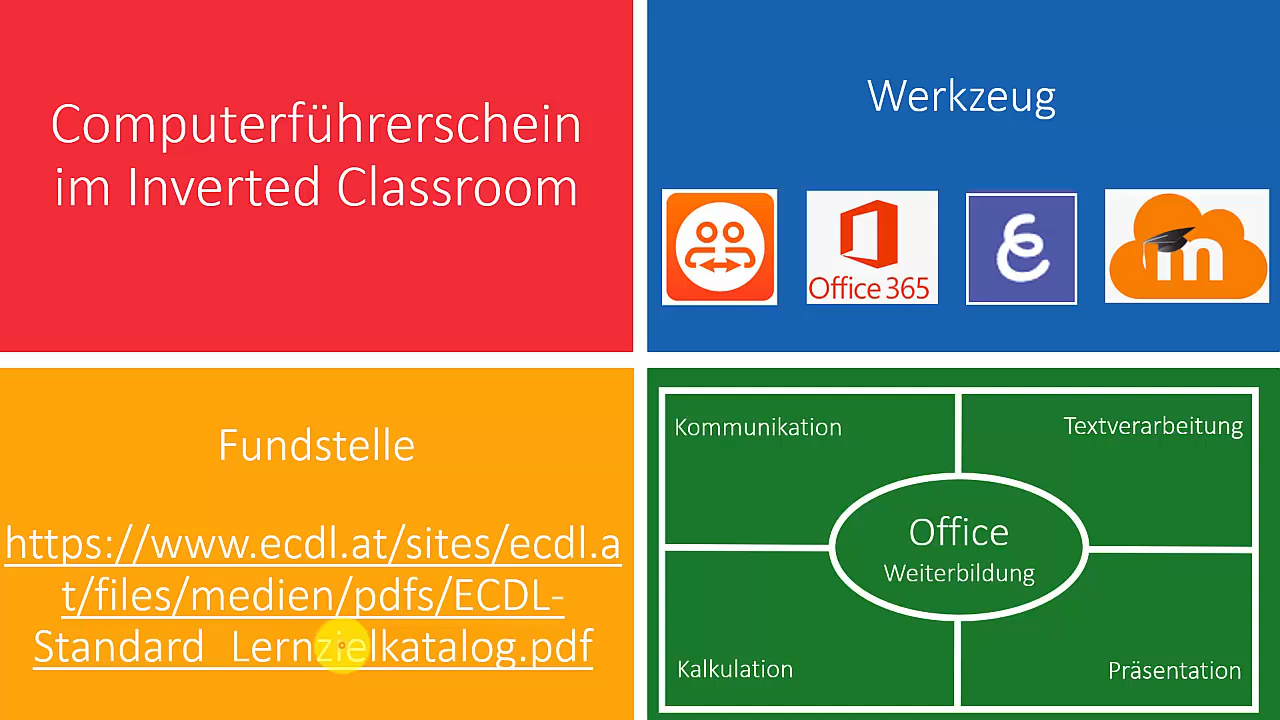 Computerführerschein
im Inverted Classroom
Werkzeug
Office 365
m
Fundstelle
https://www.ecdl.at/sites/ecdl.a
t/files/medien/pdfs/ECDL-
Standard_Lernzielkatalog.pdf
Kommunikation
Textverarbeitung
Office
Weiterbildung
Kalkulation
Präsentation